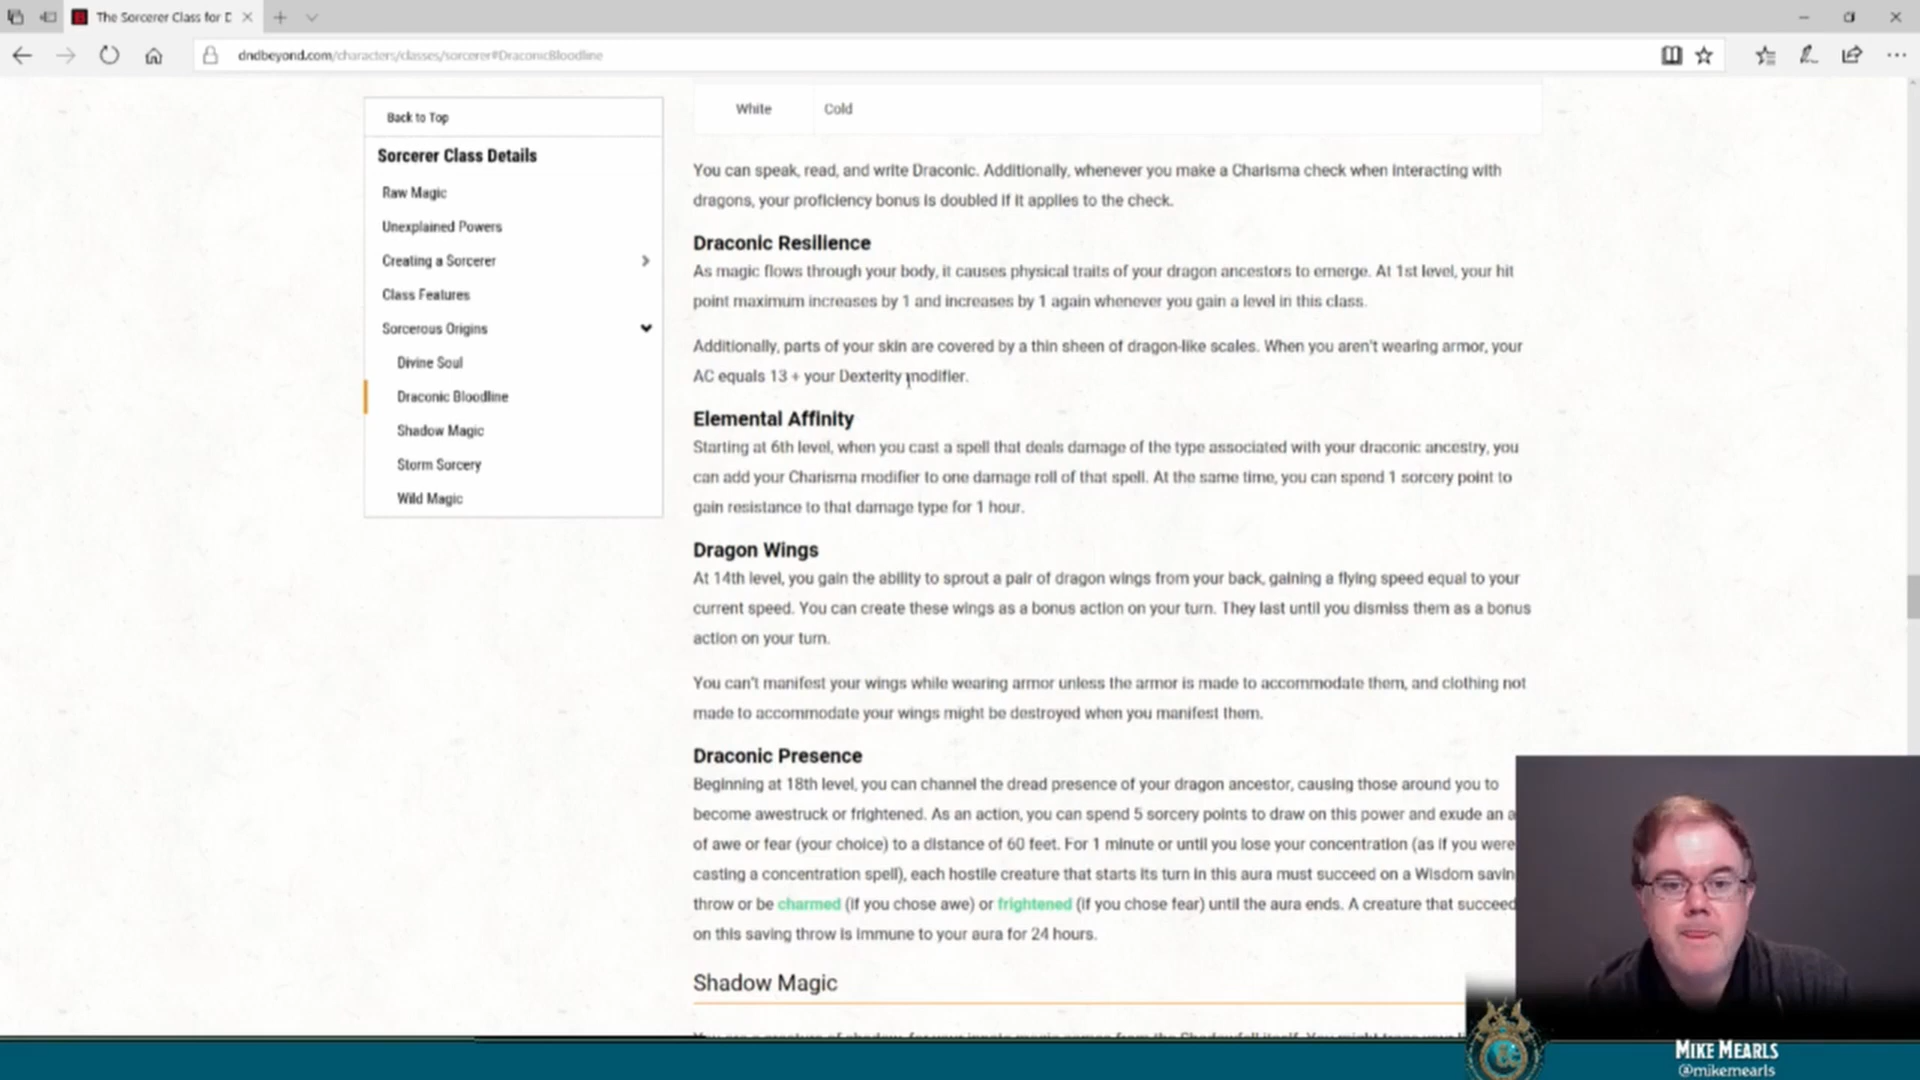 The Sorcerer Class for D
dndbeyond.com/characters/classes/sorcerer#DraconicBloodline
Back to Top
Sorcerer Class Details
Raw Magic
Unexplained Powers
Creating a Sorcerer
Class Features
Sorcerous Origins
Divine Soul
Draconic Bloodline
Shadow Magic
Storm Sorcery
Wild Magic
White Cold
You can speak, read, and write Draconic. Additionally, whenever you make a Charisma check when interacting with
dragons, your proficiency bonus is doubled if it applies to the check.
Draconic Resilience
As magic flows through your body, it causes physical traits of your dragon ancestors to emerge. At 1st level, your hit
point maximum increases by 1 and increases by 1 again whenever you gain a level in this class.
Additionally, parts of your skin are covered by a thin sheen of dragon-like scales. When you aren't wearing armor, your
AC equals 13 + your Dexterity modifier.
Elemental Affinity
Starting at 6th level, when you cast a spell that deals damage of the type associated with your draconic ancestry, you
can add your Charisma modifier to one damage roll of that spell. At the same time, you can spend 1 sorcery point to
gain resistance to that damage type for 1 hour.
Dragon Wings
At 14th level, you gain the ability to sprout a pair of dragon wings from your back, gaining a flying speed equal to your
current speed. You can create these wings as a bonus action on your turn. They last until you dismiss them as a bonus
action on your turn.
You can't manifest your wings while wearing armor unless the armor is made to accommodate them, and clothing not
made to accommodate your wings might be destroyed when you manifest them.
Draconic Presence
Beginning at 18th level, you can channel the dread presence of your dragon ancestor, causing those around you to
become awestruck or frightened. As an action, you can spend 5 sorcery points to draw on this power and exude an a
of awe or fear (your choice) to a distance of 60 feet. For 1 minute or until you lose your concentration (as if you were
casting a concentration spell), each hostile creature that starts its turn in this aura must succeed on a Wisdom savin
throw or be charmed (if you chose awe) or frightened (if you chose fear) until the aura ends. A creature that succeed
on this saving throw is immune to your aura for 24 hours.
Shadow Magic
MIKE MEARLS
@mikemearls